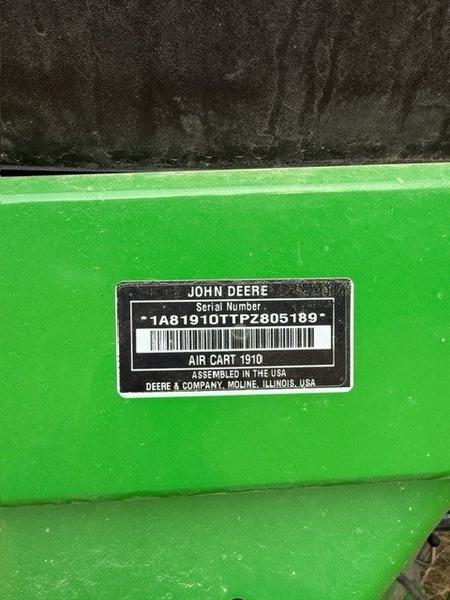 JOHN DEERE
Serial Number
*1A81910TTPZ805189*
AIR CART 1910
ASSEMBLED IN THE USA
DEERE & COMPANY, MOLINE, ILLINOIS, USA